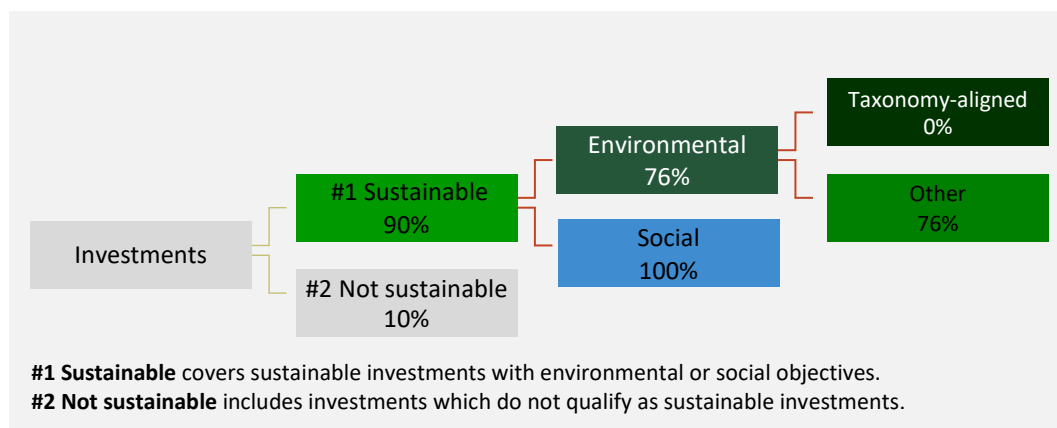 Investments
#1 Sustainable
90%
#2 Not sustainable
10%
Environmental
76%
Social
100%
Taxonomy-aligned
0%
Other
76%
#1 Sustainable covers sustainable investments with environmental or social objectives.
#2 Not sustainable includes investments which do not qualify as sustainable investments.